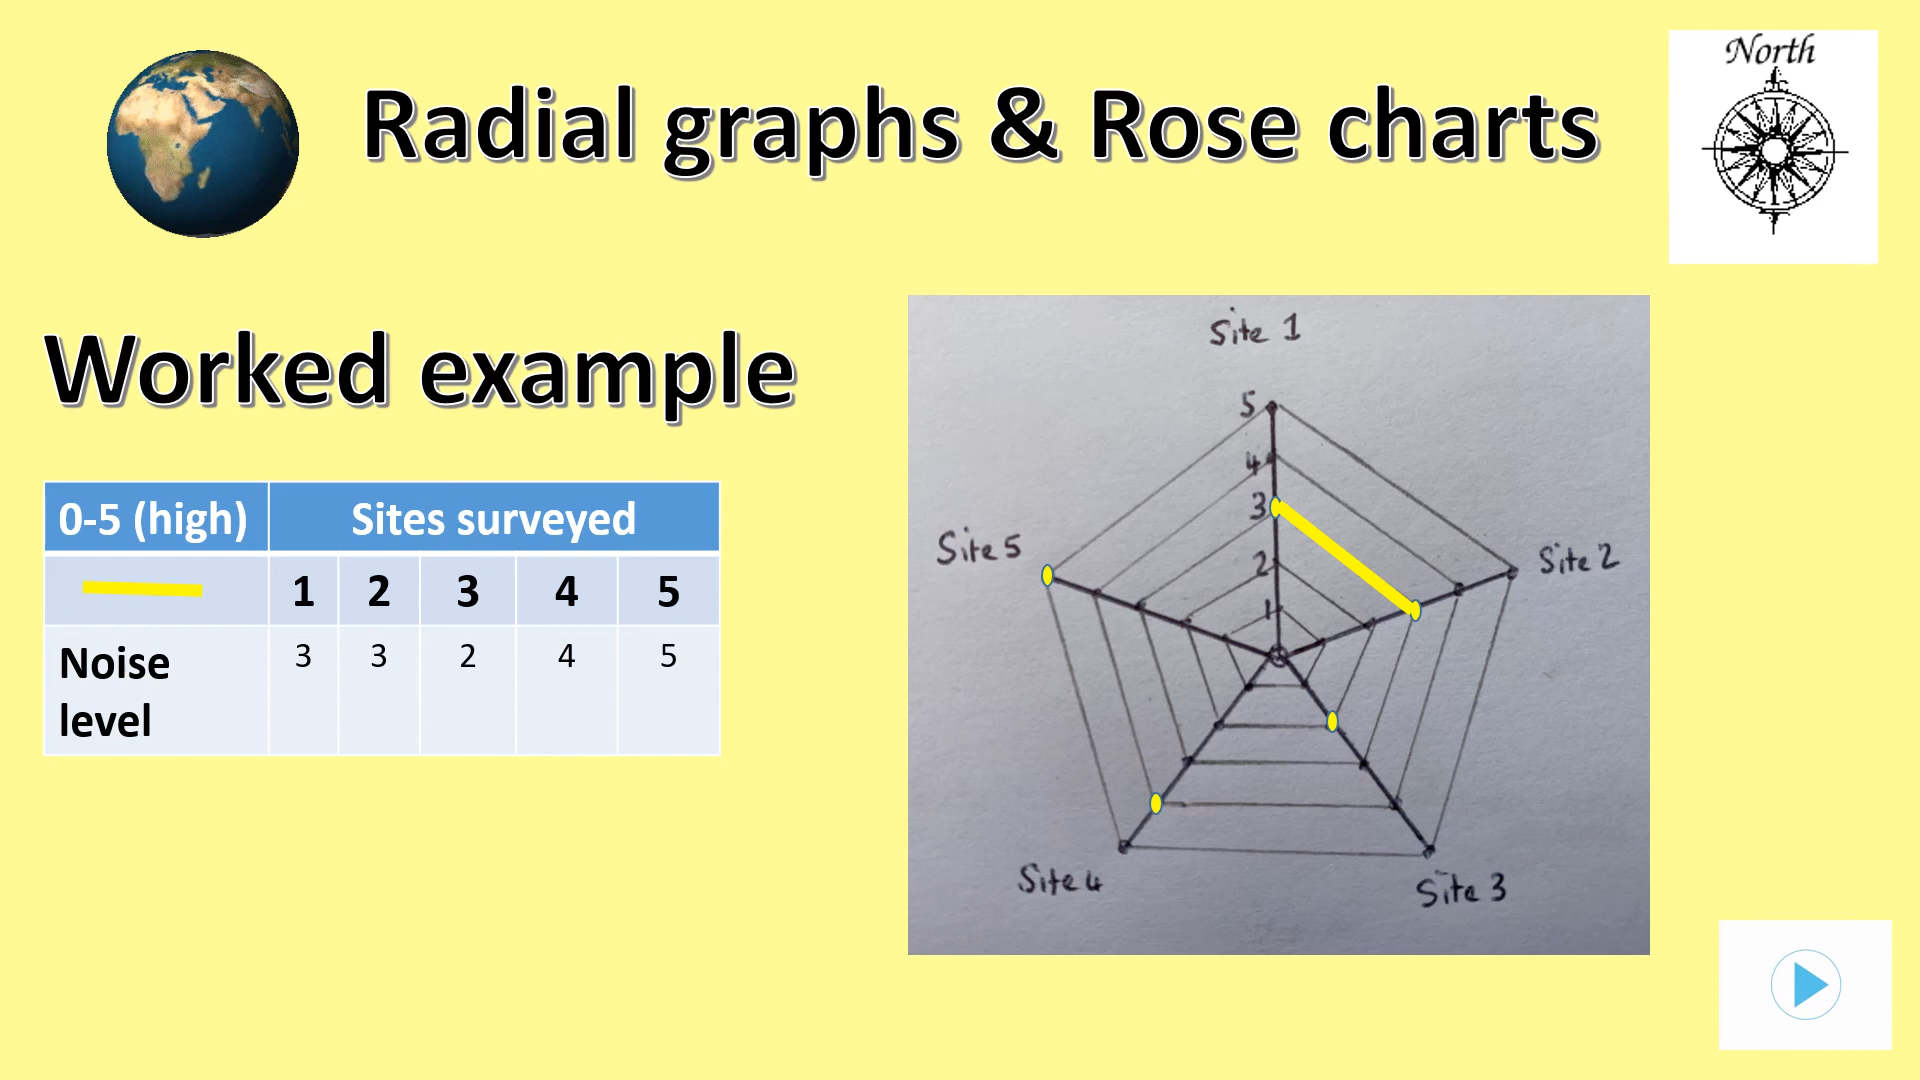 North
Radial graphs & Rose charts
Worked example
0-5 (high) Sites surveyed
1 2 3 4 5
Noise level 3 3 2 4 5
Site 1
5
4
3
2
1
Site 5
Site 2
Site 4
Site 3